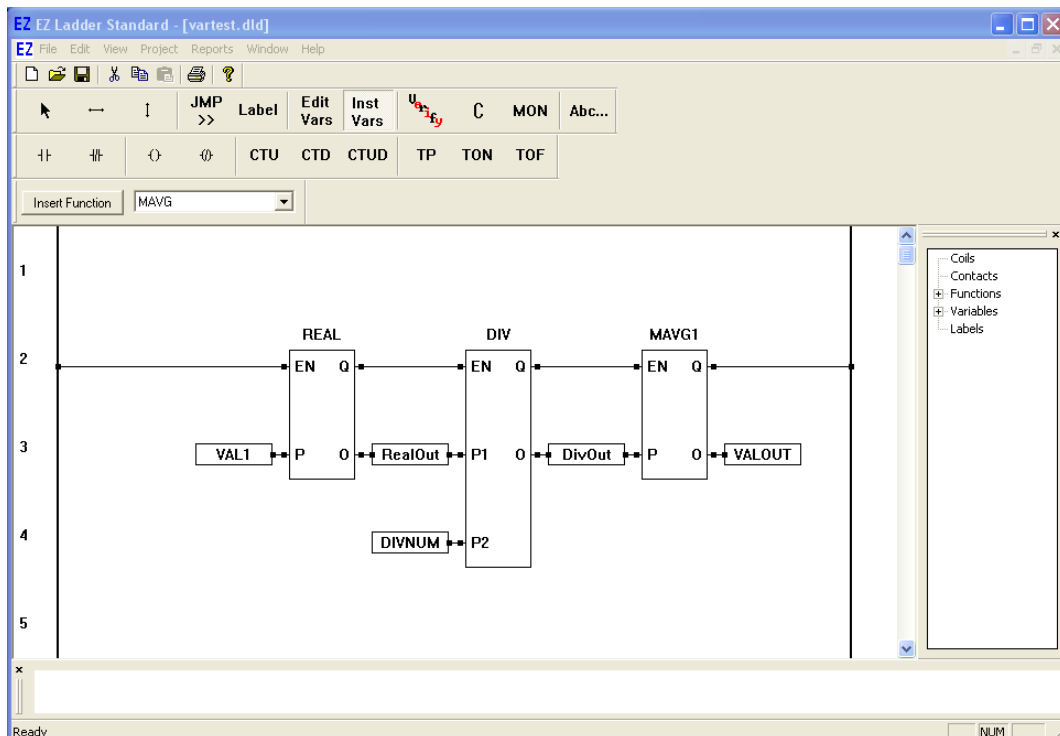 EZ EZ Ladder Standard - [vartest.dld]
EZ File Edit View Project Reports Window Help
JMP >> Label Edit Vars Inst Vars Verify C MON Abc...
CTU CTD CTUD TP TON TOF
Insert Function MAVG
1
Coils
Contacts
Functions
Variables
Labels
REAL DIV MAVG1
2 EN Q EN Q EN Q
3 VAL1 P O RealOut P1 O DivOut P O VALOUT
4 DIVNUM P2
5
Ready NUM